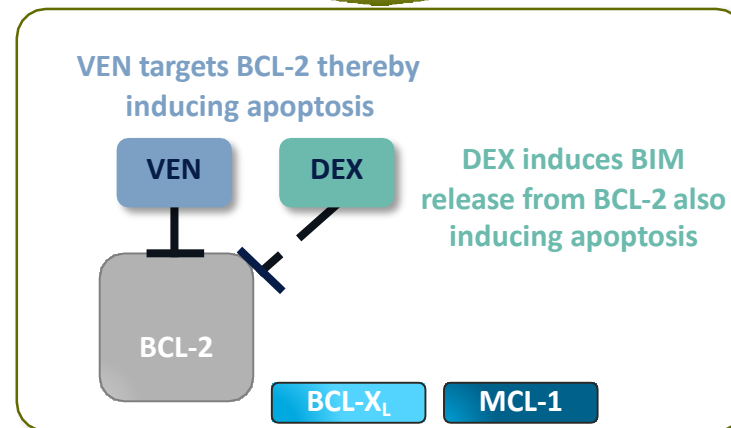 VEN targets BCL-2 thereby
inducing apoptosis
VEN
DEX
DEX induces BIM
release from BCL-2 also
inducing apoptosis
BCL-2
BCL-XL
MCL-1